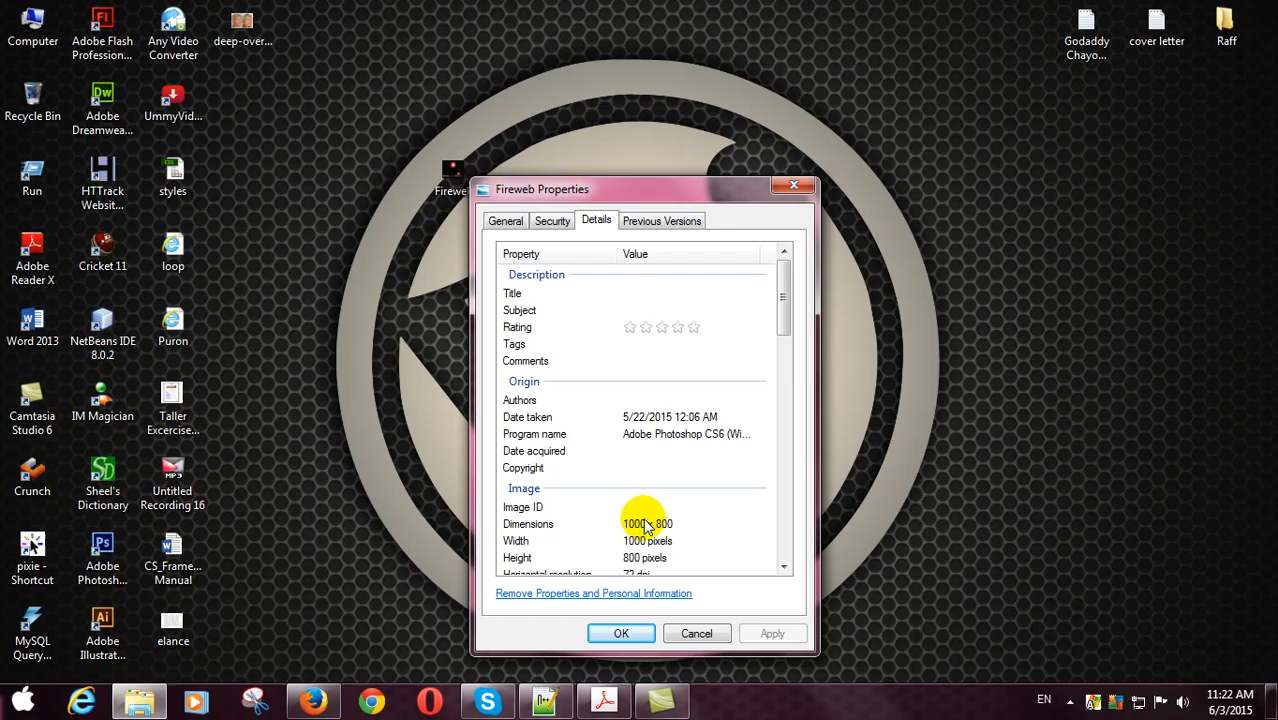 Computer
Adobe Flash
Profession...
Any Video
Converter
deep-over...
Godaddy
Chayo...
cover letter
Raff
Recycle Bin
Adobe
Dreamwea...
UmmyVid...
Run
HTTrack
Websit...
styles
Firewe
Adobe
Reader X
Cricket 11
loop
Word 2013
NetBeans IDE
8.0.2
Puron
Camtasia
Studio 6
IM Magician
Taller
Excercise...
Crunch
Sheel's
Dictionary
Untitled
Recording 16
pixie -
Shortcut
Adobe
Photosh...
CS_Frame...
Manual
MySQL
Query...
Adobe
Illustrat...
elance
Fireweb Properties
General Security Details Previous Versions
Property Value
Description
Title
Subject
Rating
Tags
Comments
Origin
Authors
Date taken 5/22/2015 12:06 AM
Program name Adobe Photoshop CS6 (Wi...
Date acquired
Copyright
Image
Image ID
Dimensions 1000 x 800
Width 1000 pixels
Height 800 pixels
Horizontal resolution 72 dpi
Remove Properties and Personal Information
OK Cancel Apply
EN
11:22 AM
6/3/2015